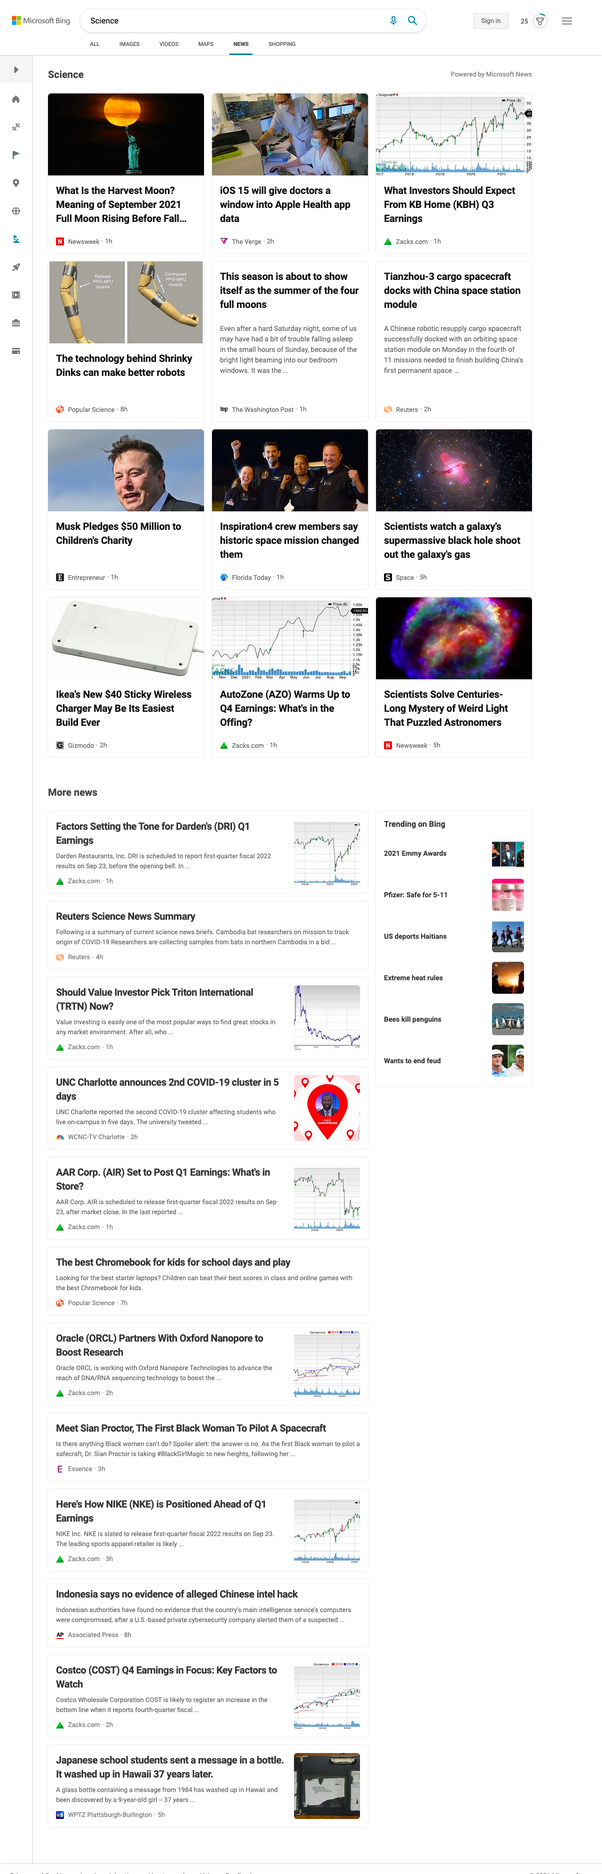 Microsoft Bing
Science
Sign in
25
ALL
IMAGES
VIDEOS
MAPS
NEWS
SHOPPING
Science
Powered by Microsoft News
What Is the Harvest Moon?
Meaning of September 2021
Full Moon Rising Before Fall...
Newsweek · 1h
iOS 15 will give doctors a
window into Apple Health app
data
The Verge · 2h
What Investors Should Expect
From KB Home (KBH) Q3
Earnings
Zacks.com · 1h
Relaxed
PPG-MPU
muscle
Contracted
PPG-MPU
muscle
The technology behind Shrinky
Dinks can make better robots
Popular Science · 8h
This season is about to show
itself as the summer of the four
full moons
Even after a hard Saturday night, some of us
may have had a bit of trouble falling asleep
in the small hours of Sunday, because of the
bright light beaming into our bedroom
windows. It was the ...
The Washington Post · 1h
Tianzhou-3 cargo spacecraft
docks with China space station
module
A Chinese robotic resupply cargo spacecraft
successfully docked with an orbiting space
station module on Monday in the fourth of
11 missions needed to finish building China's
first permanent space ...
Reuters · 2h
Musk Pledges $50 Million to
Children's Charity
Entrepreneur · 1h
Inspiration4 crew members say
historic space mission changed
them
Florida Today · 1h
Scientists watch a galaxy's
supermassive black hole shoot
out the galaxy's gas
Space · 5h
Ikea's New $40 Sticky Wireless
Charger May Be Its Easiest
Build Ever
Gizmodo · 2h
AutoZone (AZO) Warms Up to
Q4 Earnings: What's in the
Offing?
Zacks.com · 1h
Scientists Solve Centuries-
Long Mystery of Weird Light
That Puzzled Astronomers
Newsweek · 5h
More news
Factors Setting the Tone for Darden's (DRI) Q1
Earnings
Darden Restaurants, Inc. DRI is scheduled to report first-quarter fiscal 2022
results on Sep 23, before the opening bell. In ...
Zacks.com · 1h
Reuters Science News Summary
Following is a summary of current science news briefs. Cambodia bat researchers on mission to track
origin of COVID-19 Researchers are collecting samples from bats in northern Cambodia in a bid ...
Reuters · 4h
Should Value Investor Pick Triton International
(TRTN) Now?
Value investing is easily one of the most popular ways to find great stocks in
any market environment. After all, who ...
Zacks.com · 1h
UNC Charlotte announces 2nd COVID-19 cluster in 5
days
UNC Charlotte reported the second COVID-19 cluster affecting students who
live on-campus in five days. The university tweeted ...
WCNC-TV Charlotte · 2h
AAR Corp. (AIR) Set to Post Q1 Earnings: What's in
Store?
AAR Corp. AIR is scheduled to release first-quarter fiscal 2022 results on Sep
23, after market close. In the last reported ...
Zacks.com · 1h
The best Chromebook for kids for school days and play
Looking for the best starter laptops? Children can beat their best scores in class and online games with
the best Chromebook for kids.
Popular Science · 7h
Oracle (ORCL) Partners With Oxford Nanopore to
Boost Research
Oracle ORCL is working with Oxford Nanopore Technologies to advance the
reach of DNA/RNA sequencing technology to boost the ...
Zacks.com · 2h
Meet Sian Proctor, The First Black Woman To Pilot A Spacecraft
Is there anything Black women can't do? Spoiler alert: the answer is no. As the first Black woman to pilot a
safecraft, Dr. Sian Proctor is taking #BlackGirlMagic to new heights, following her ...
Essence · 3h
Here's How NIKE (NKE) is Positioned Ahead of Q1
Earnings
NIKE Inc. NKE is slated to release first-quarter fiscal 2022 results on Sep 23.
The leading sports apparel retailer is likely ...
Zacks.com · 3h
Indonesia says no evidence of alleged Chinese intel hack
Indonesian authorities have found no evidence that the country's main intelligence service's computers
were compromised, after a U.S.-based private cybersecurity company alerted them of a suspected ...
Associated Press · 8h
Costco (COST) Q4 Earnings in Focus: Key Factors to
Watch
Costco Wholesale Corporation COST is likely to register an increase in the
bottom line when it reports fourth-quarter fiscal ...
Zacks.com · 2h
Japanese school students sent a message in a bottle.
It washed up in Hawaii 37 years later.
A glass bottle containing a message from 1984 has washed up in Hawaii and
been discovered by a 9-year-old girl – 37 years ...
WPTZ Plattsburgh-Burlington · 5h
Trending on Bing
2021 Emmy Awards
Pfizer: Safe for 5-11
US deports Haitians
Extreme heat rules
Bees kill penguins
Wants to end feud